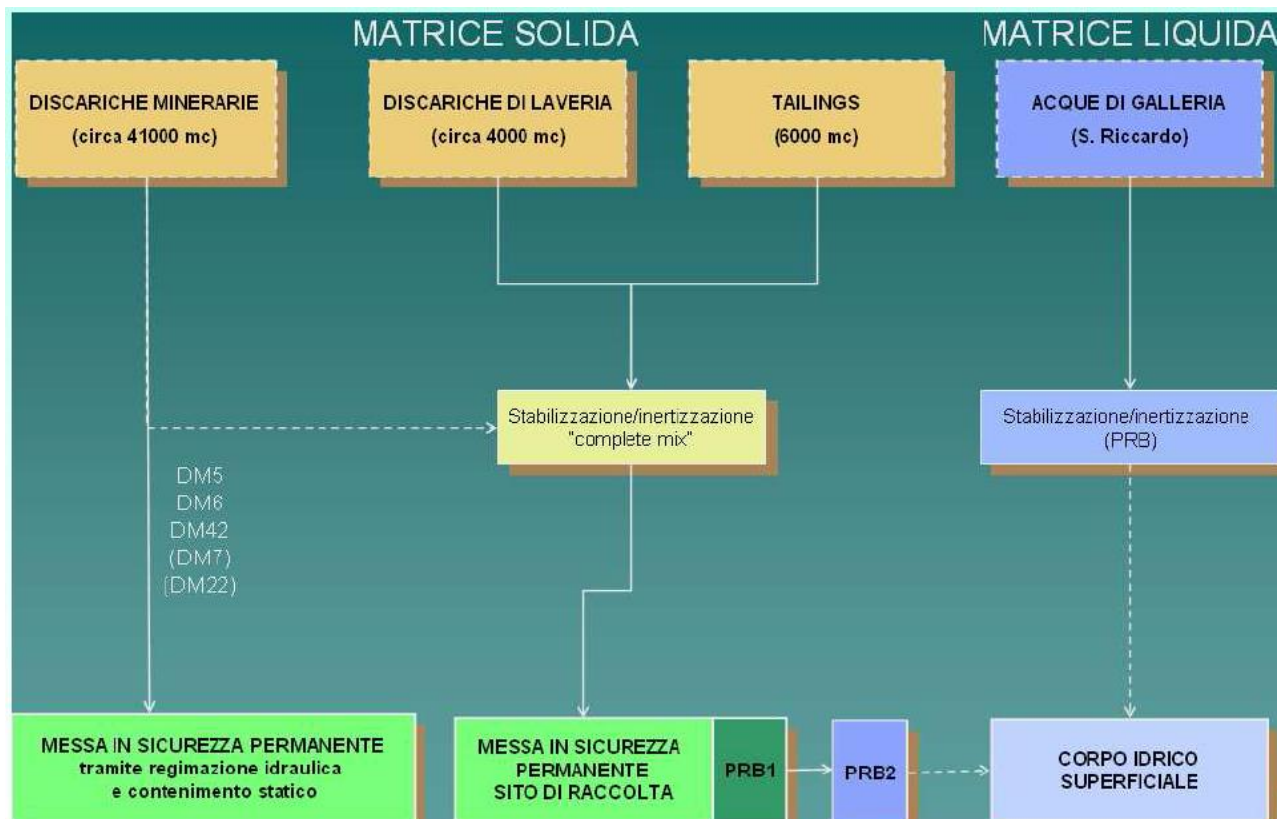 MATRICE SOLIDA
MATRICE LIQUIDA
DISCARICHE MINERARIE
(circa 41000 mc)
DISCARICHE DI LAVERIA
(circa 4000 mc)
TAILINGS
(6000 mc)
ACQUE DI GALLERIA
(S. Riccardo)
Stabilizzazione/inertizzazione
"complete mix"
Stabilizzazione/inertizzazione
(PRB)
DM5
DM6
DM42
(DM7)
(DM22)
MESSA IN SICUREZZA PERMANENTE
tramite regimazione idraulica
e contenimento statico
MESSA IN SICUREZZA
PERMANENTE
SITO DI RACCOLTA
PRB1
PRB2
CORPO IDRICO
SUPERFICIALE